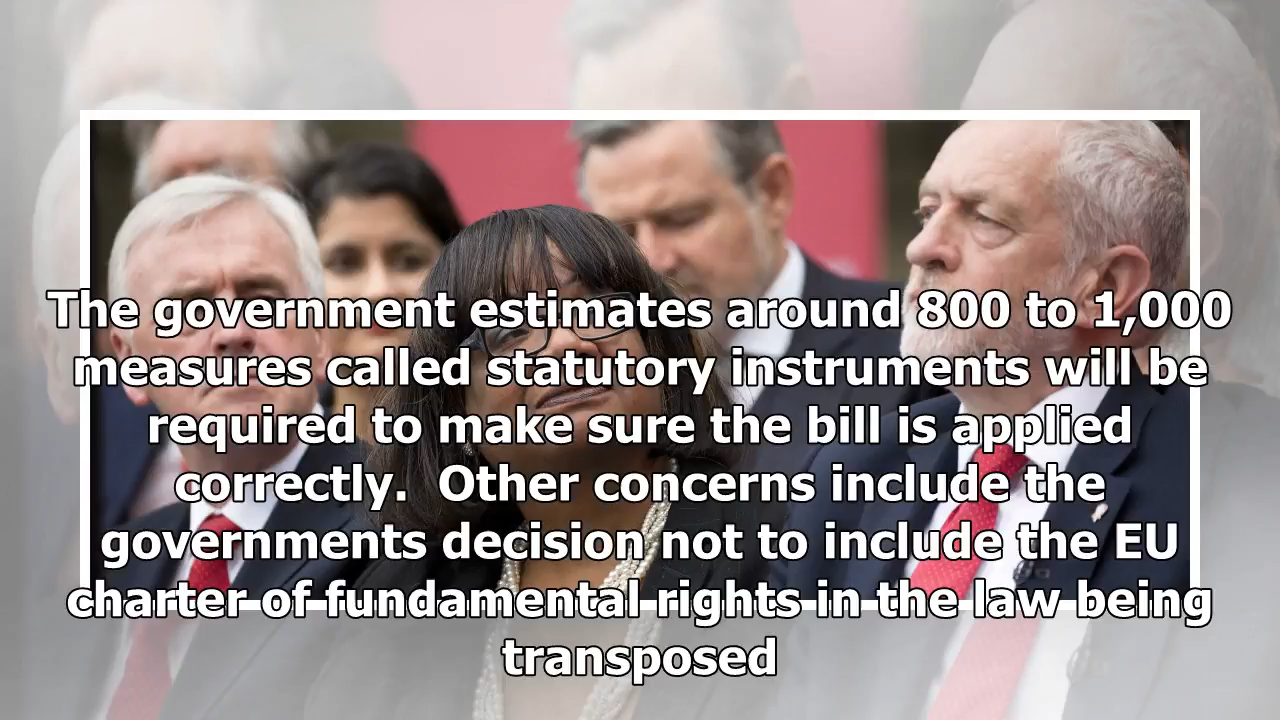 The government estimates around 800 to 1,000
measures called statutory instruments will be
required to make sure the bill is applied
correctly.  Other concerns include the
governments decision not to include the EU
charter of fundamental rights in the law being
transposed